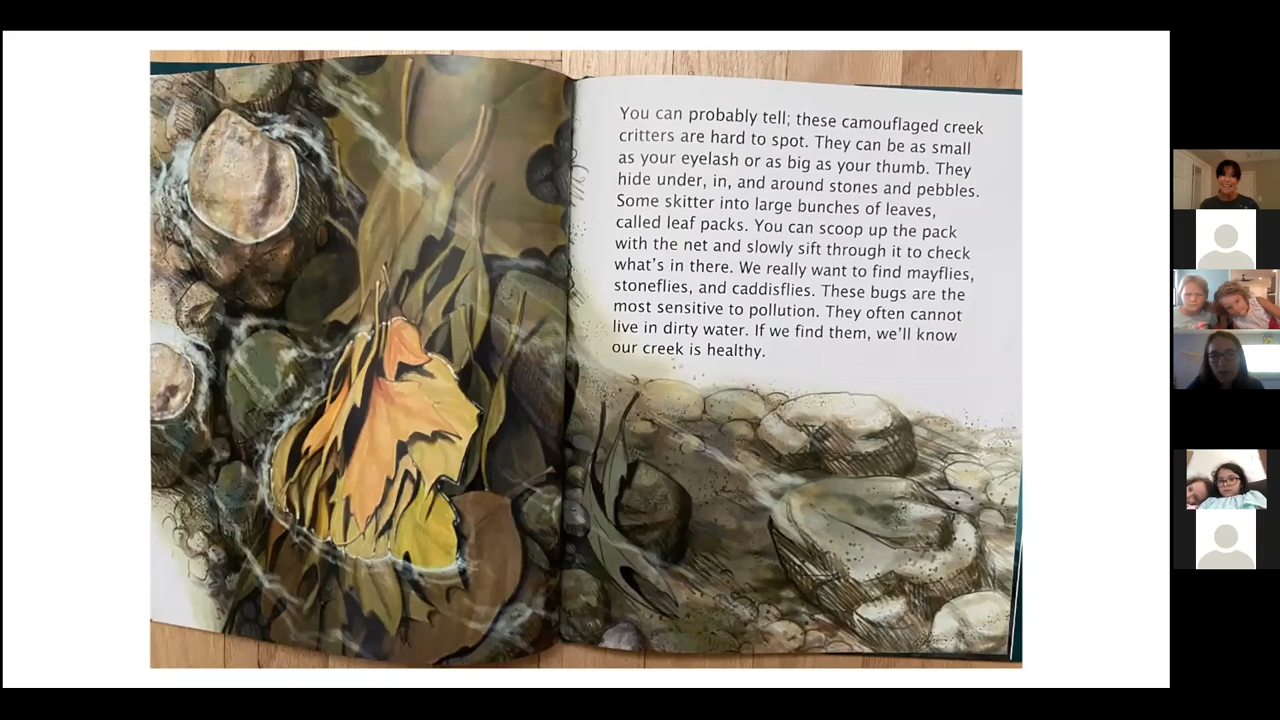 You can probably tell; these camouflaged creek
critters are hard to spot. They can be as small
as your eyelash or as big as your thumb. They
hide under, in, and around stones and pebbles.
Some skitter into large bunches of leaves,
called leaf packs. You can scoop up the pack
with the net and slowly sift through it to check
what's in there. We really want to find mayflies,
stoneflies, and caddisflies. These bugs are the
most sensitive to pollution. They often cannot
live in dirty water. If we find them, we'll know
our creek is healthy.